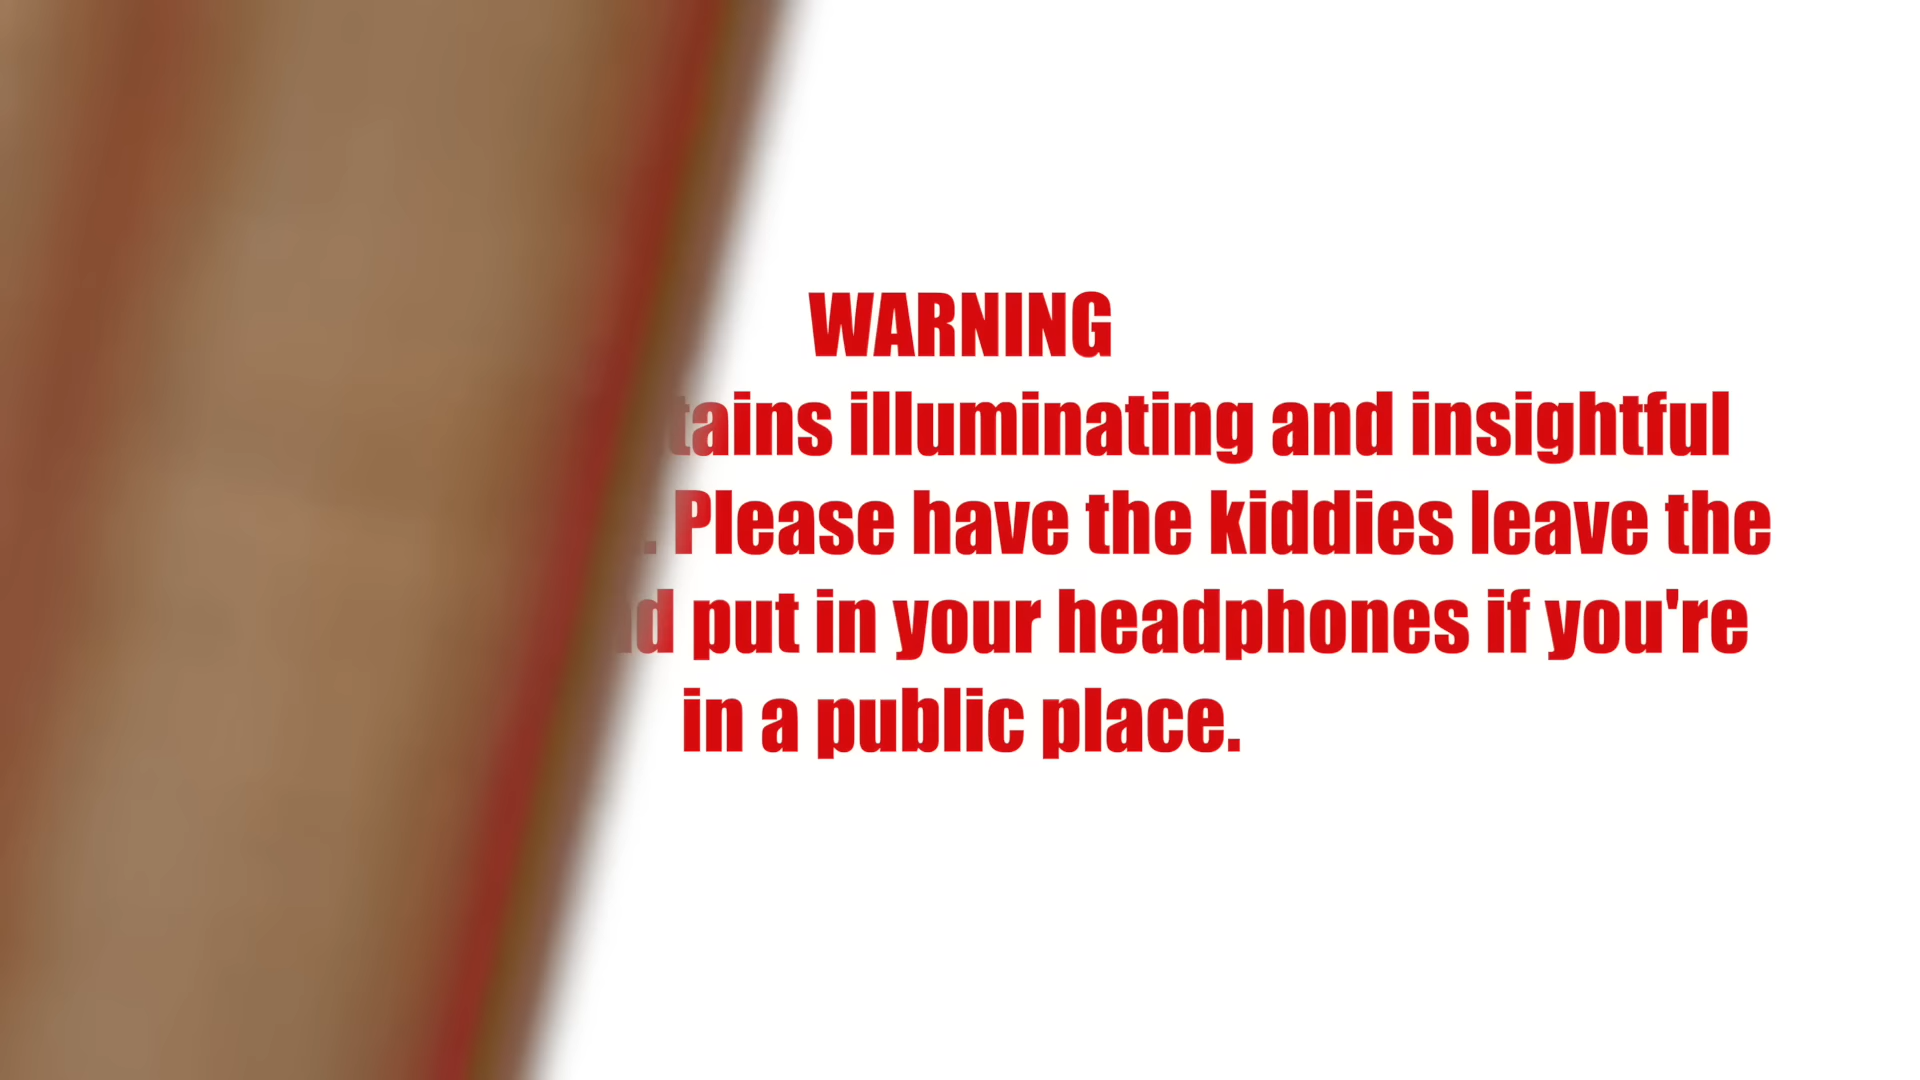 WARNING
illuminating and insightful
Please have the kiddies leave the
put in your headphones if you're
in a public place.